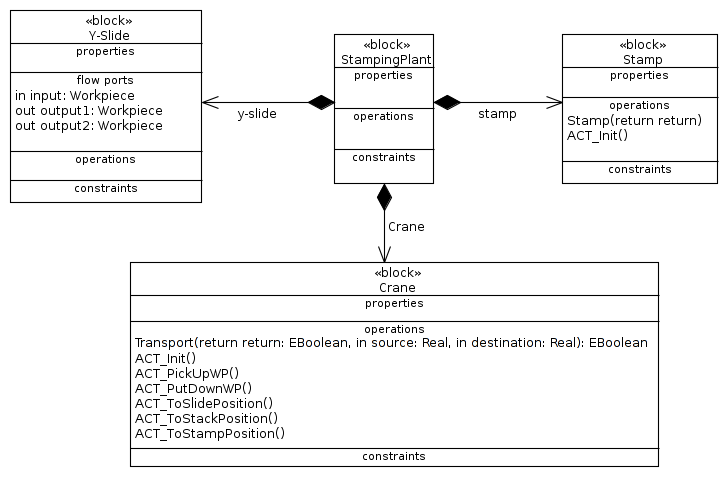 «block»
Y-Slide
properties
flow ports
in input: Workpiece
out output1: Workpiece
out output2: Workpiece
operations
constraints
y-slide
«block»
StampingPlant
properties
operations
constraints
stamp
«block»
Stamp
properties
operations
Stamp(return return)
ACT_Init()
constraints
Crane
«block»
Crane
properties
operations
Transport(return return: EBoolean, in source: Real, in destination: Real): EBoolean
ACT_Init()
ACT_PickUpWP()
ACT_PutDownWP()
ACT_ToSlidePosition()
ACT_ToStackPosition()
ACT_ToStampPosition()
constraints